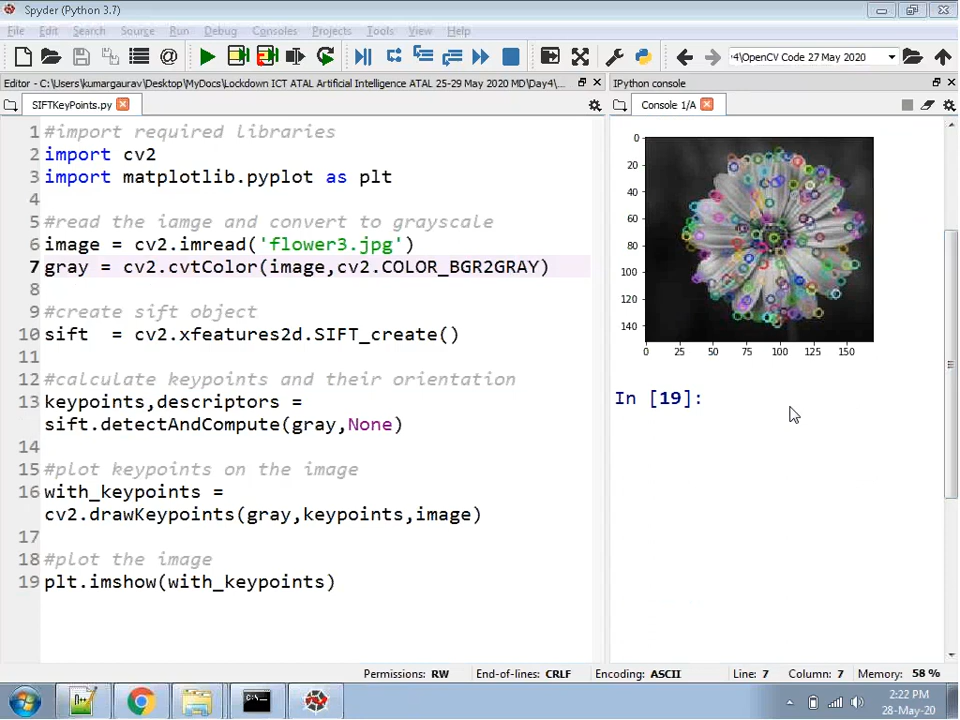 Spyder (Python 3.7)
File Edit Search Source Run Debug Consoles Projects Tools View Help
4\OpenCV Code 27 May 2020
Editor - C:\Users\kumargaurav\Desktop\MyDocs\Lockdown ICT ATAL Artificial Intelligence ATAL 25-29 May 2020 MD\Day4\...
IPython console
SIFTKeyPoints.py
Console 1/A
1 #import required libraries
2 import cv2
3 import matplotlib.pyplot as plt
4
5 #read the iamge and convert to grayscale
6 image = cv2.imread('flower3.jpg')
7 gray = cv2.cvtColor(image,cv2.COLOR_BGR2GRAY)
8
9 #create sift object
10 sift  = cv2.xfeatures2d.SIFT_create()
11
12 #calculate keypoints and their orientation
13 keypoints,descriptors =
sift.detectAndCompute(gray,None)
14
15 #plot keypoints on the image
16 with_keypoints =
cv2.drawKeypoints(gray,keypoints,image)
17
18 #plot the image
19 plt.imshow(with_keypoints)
0
20
40
60
80
100
120
140
0 25 50 75 100 125 150
In [19]:
Permissions: RW End-of-lines: CRLF Encoding: ASCII Line: 7 Column: 7 Memory: 58 %
2:22 PM
28-May-20